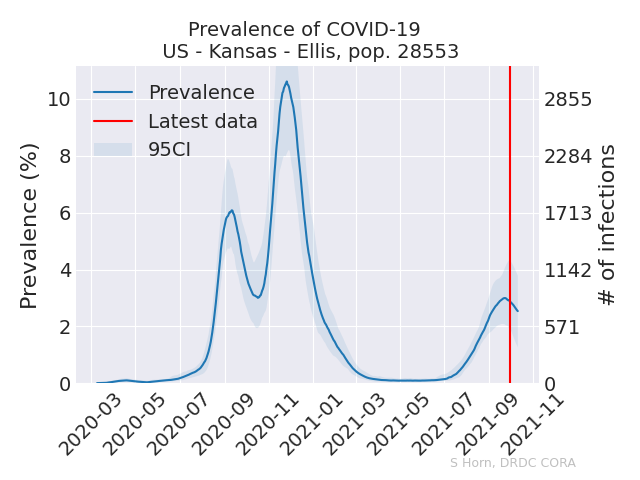 Prevalence of COVID-19
US - Kansas - Ellis, pop. 28553
Prevalence
Latest data
95CI
Prevalence (%)
10
8
6
4
2
0
2855
2284
1713
1142
571
0
# of infections
2020-03
2020-05
2020-07
2020-09
2020-11
2021-01
2021-03
2021-05
2021-07
2021-09
2021-11
S Horn, DRDC CORA